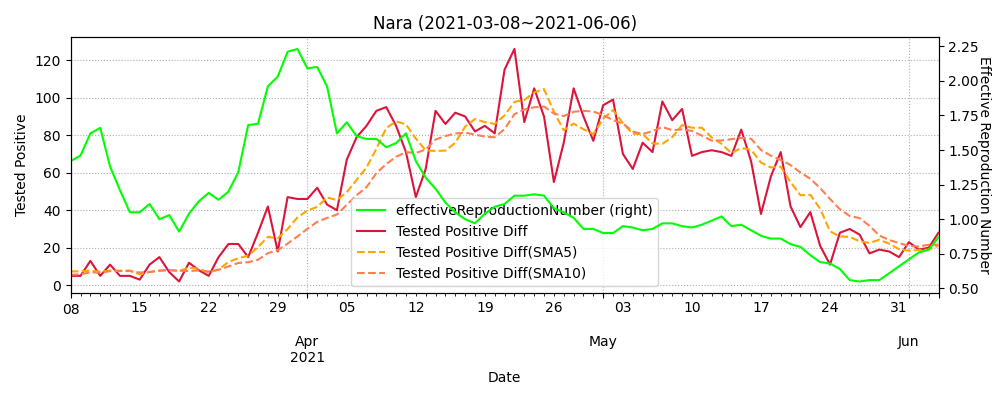 Nara (2021-03-08~2021-06-06)
Tested Positive
120
100
80
60
40
20
0
2.25
2.00
1.75
1.50
1.25
1.00
0.75
0.50
Effective Reproduction Number
effectiveReproductionNumber (right)
Tested Positive Diff
Tested Positive Diff(SMA5)
Tested Positive Diff(SMA10)
08 15 22 29 05 12 19 26 03 10 17 24 31
Apr May Jun
2021
Date